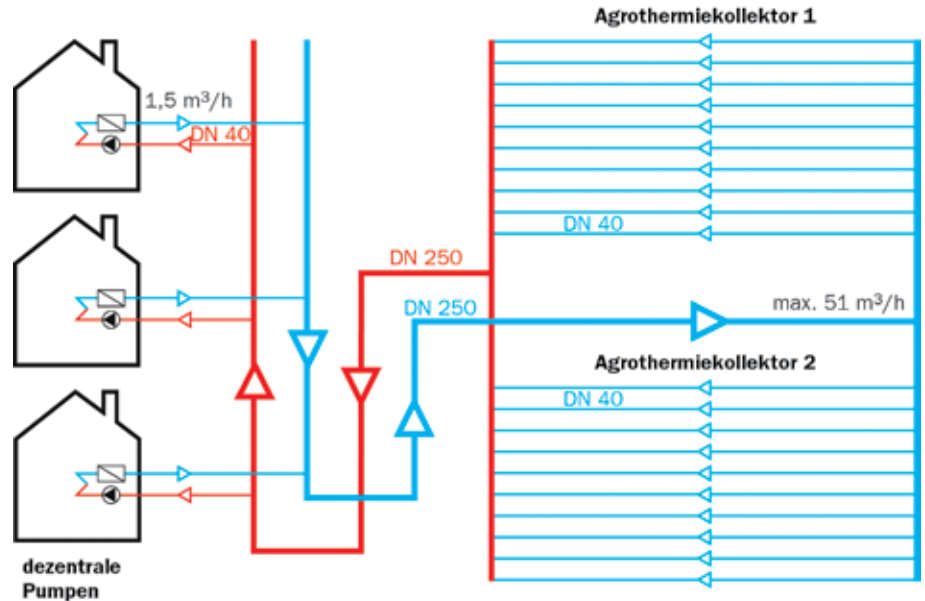 Agrothermiekollektor 1
1,5 m³/h
DN 40
DN 40
DN 250
DN 250
max. 51 m³/h
Agrothermiekollektor 2
DN 40
dezentrale
Pumpen